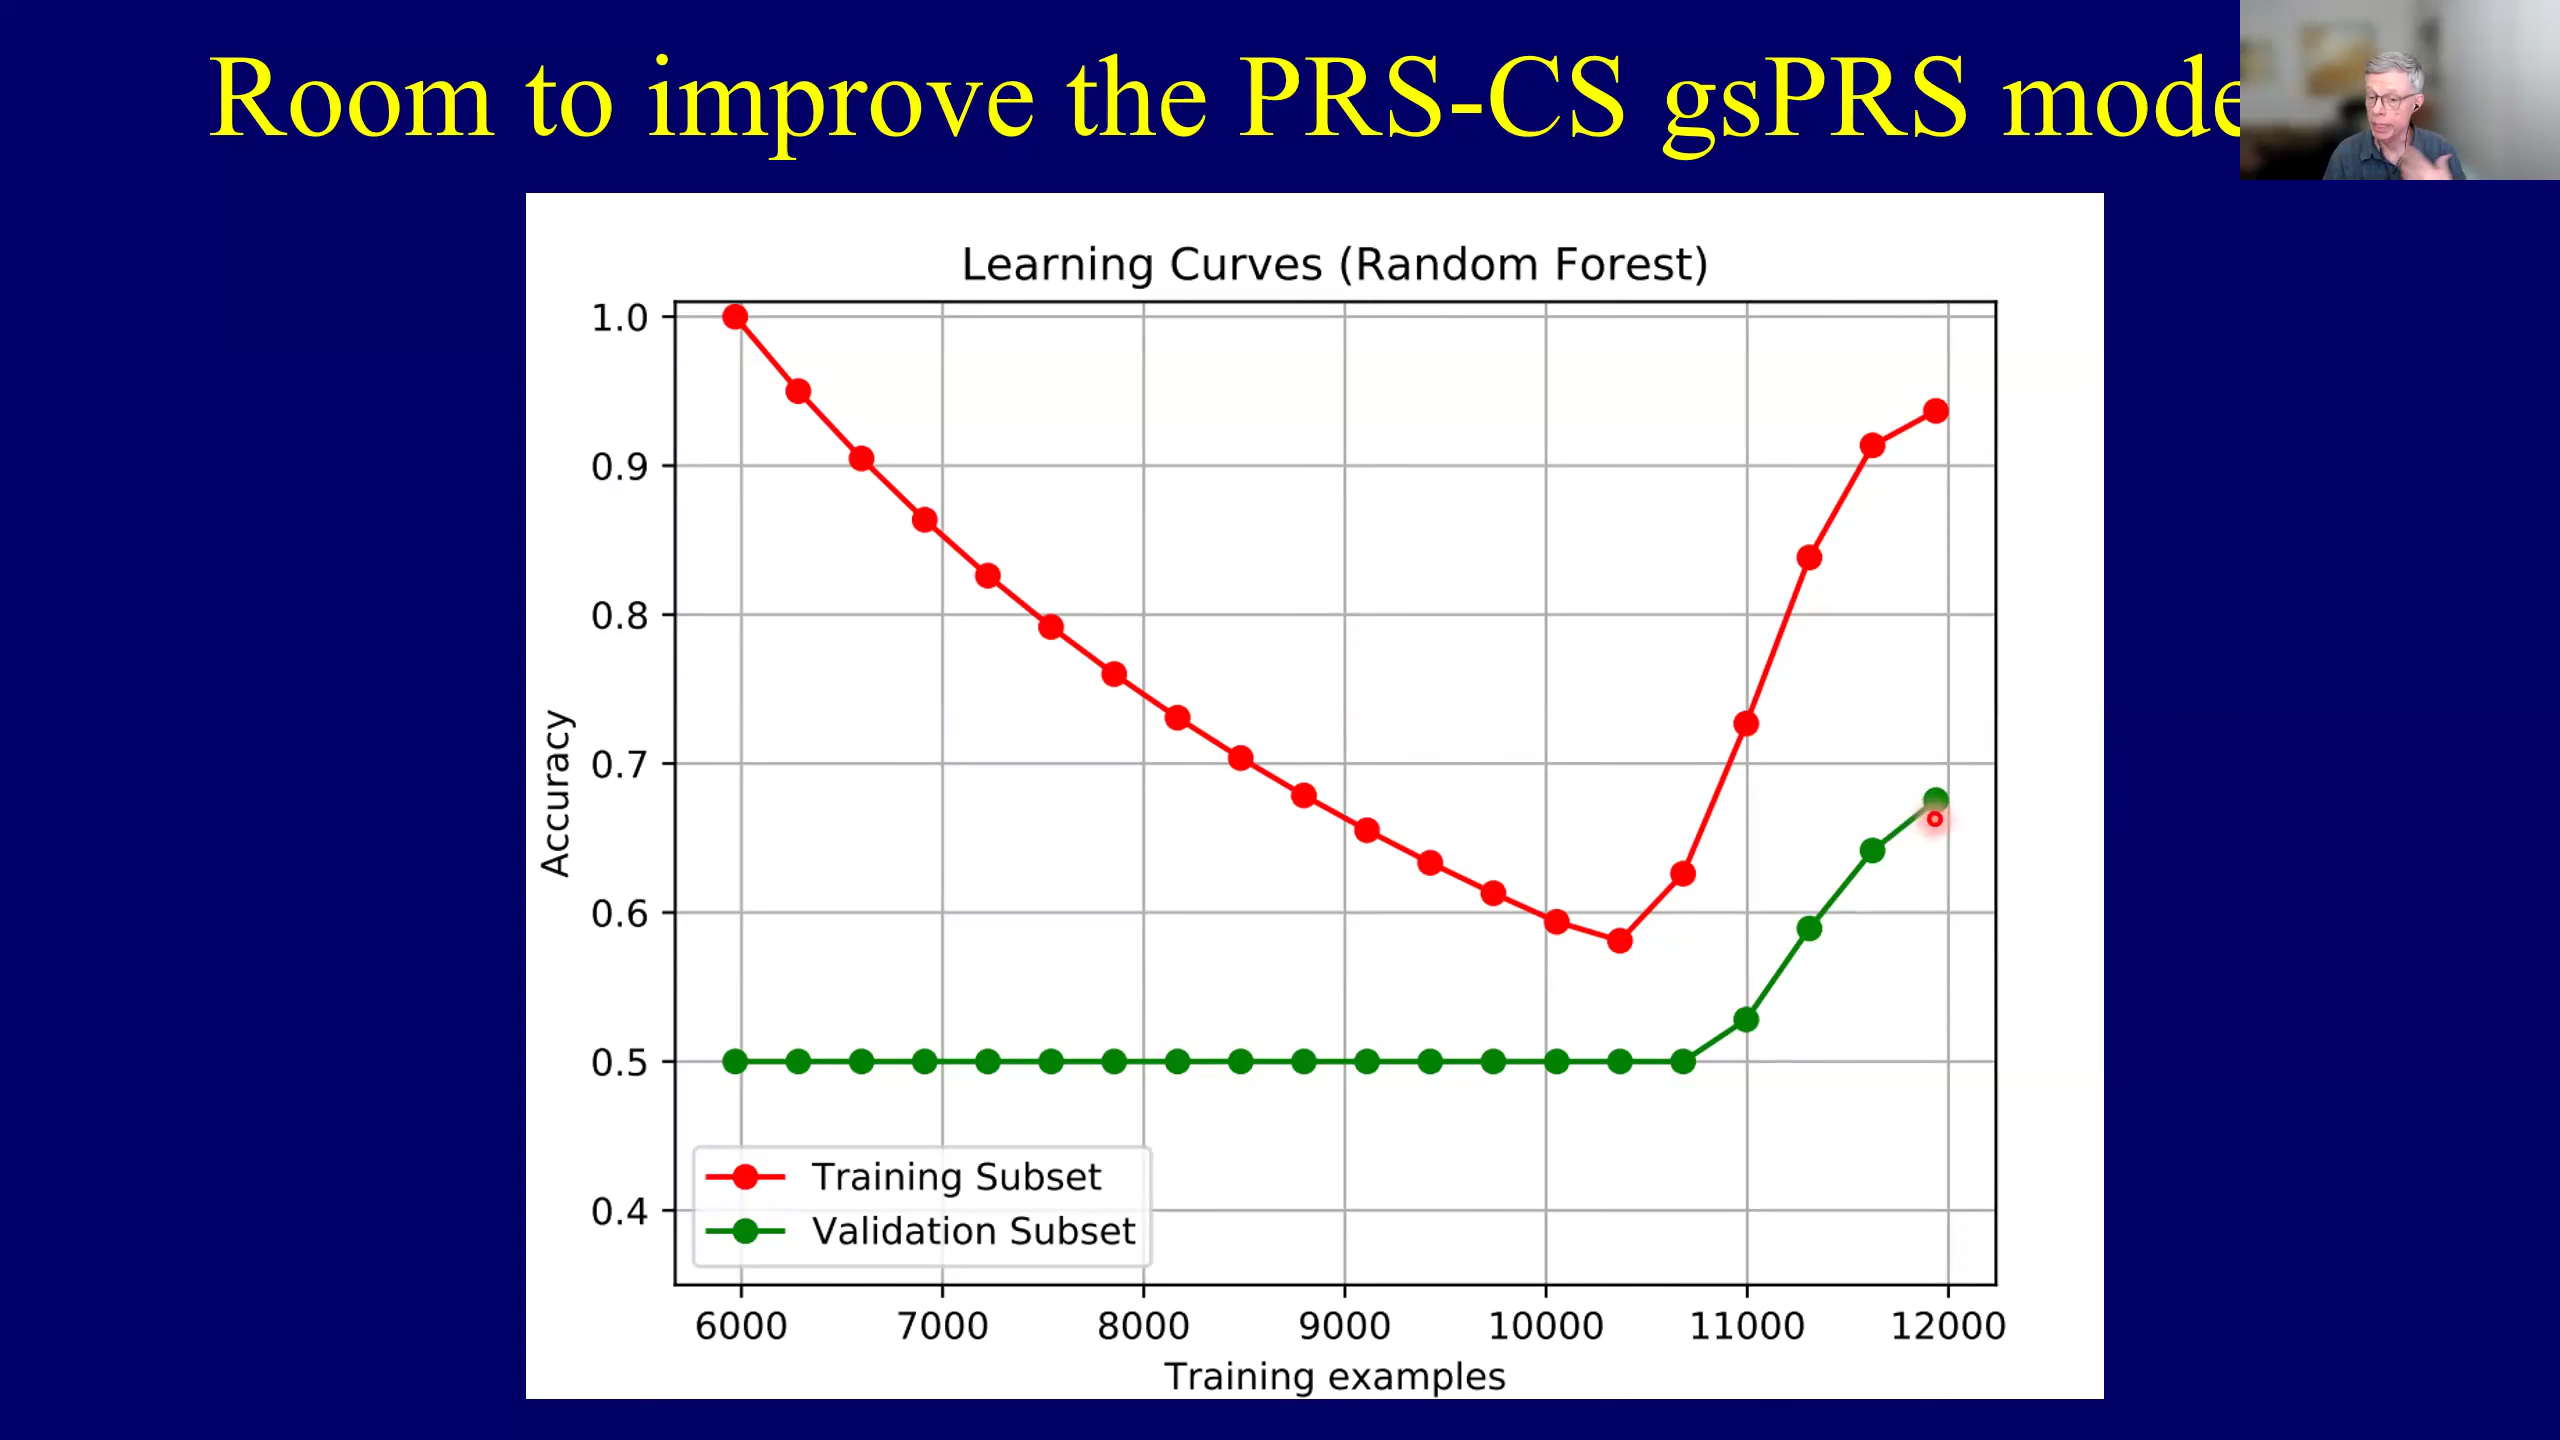 Room to improve the PRS-CS gsPRS mode
Learning Curves (Random Forest)
1.0
0.9
0.8
0.7
0.6
0.5
0.4
Accuracy
Training Subset
Validation Subset
6000 7000 8000 9000 10000 11000 12000
Training examples